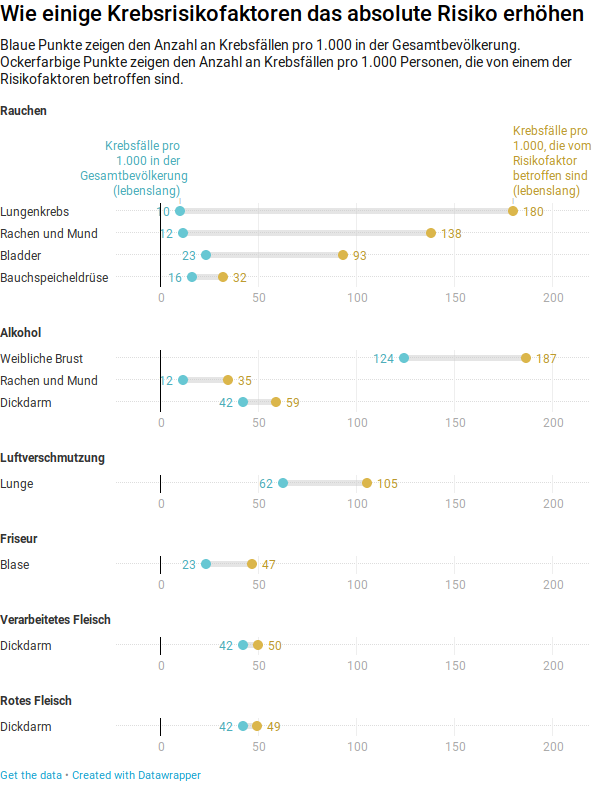 Wie einige Krebsrisikofaktoren das absolute Risiko erhöhen
Blaue Punkte zeigen den Anzahl an Krebsfällen pro 1.000 in der Gesamtbevölkerung.
Ockerfarbige Punkte zeigen den Anzahl an Krebsfällen pro 1.000 Personen, die von einem der
Risikofaktoren betroffen sind.
Rauchen
Krebsfälle pro
1.000 in der
Gesamtbevölkerung
(lebenslang)
Krebsfälle pro
1.000, die vom
Risikofaktor
betroffen sind
(lebenslang)
Lungenkrebs 10 180
Rachen und Mund 12 138
Bladder 23 93
Bauchspeicheldrüse 16 32
0 50 100 150 200
Alkohol
Weibliche Brust 124 187
Rachen und Mund 12 35
Dickdarm 42 59
0 50 100 150 200
Luftverschmutzung
Lunge 62 105
0 50 100 150 200
Friseur
Blase 23 47
0 50 100 150 200
Verarbeitetes Fleisch
Dickdarm 42 50
0 50 100 150 200
Rotes Fleisch
Dickdarm 42 49
0 50 100 150 200
Get the data • Created with Datawrapper